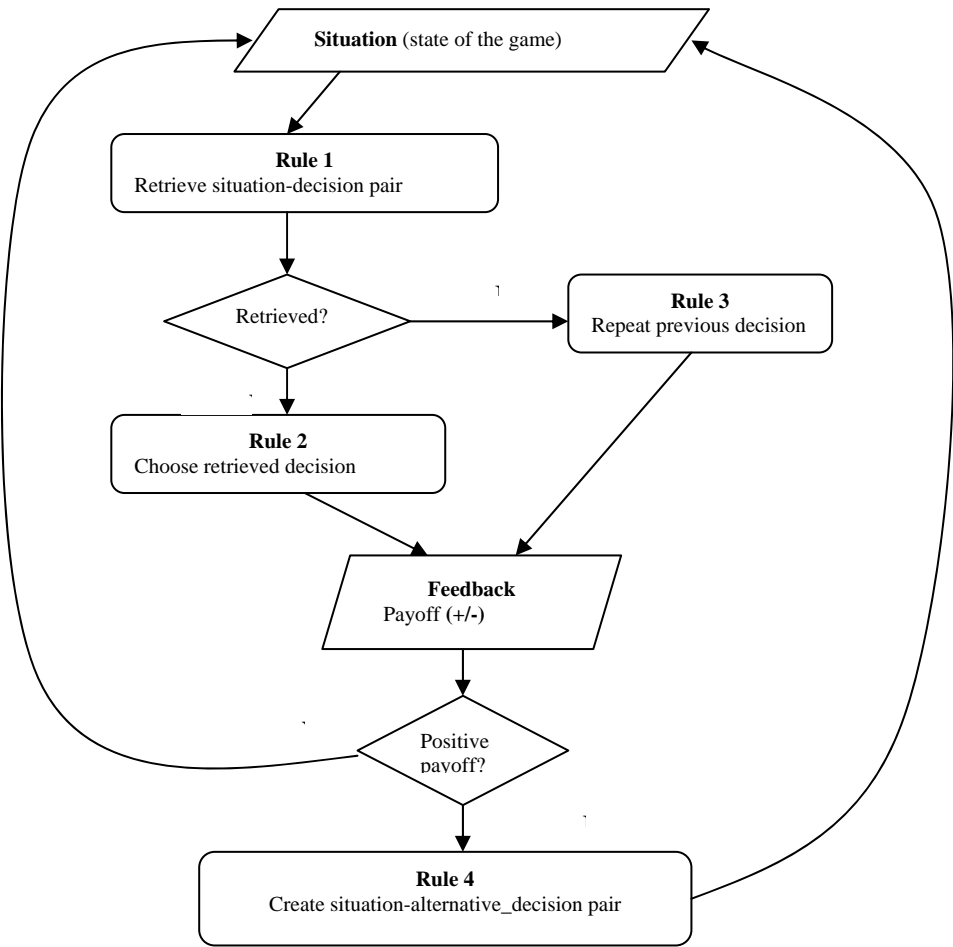 Situation (state of the game)
Rule 1
Retrieve situation-decision pair
Retrieved?
Rule 3
Repeat previous decision
Rule 2
Choose retrieved decision
Feedback
Payoff (+/-)
Positive
payoff?
Rule 4
Create situation-alternative_decision pair